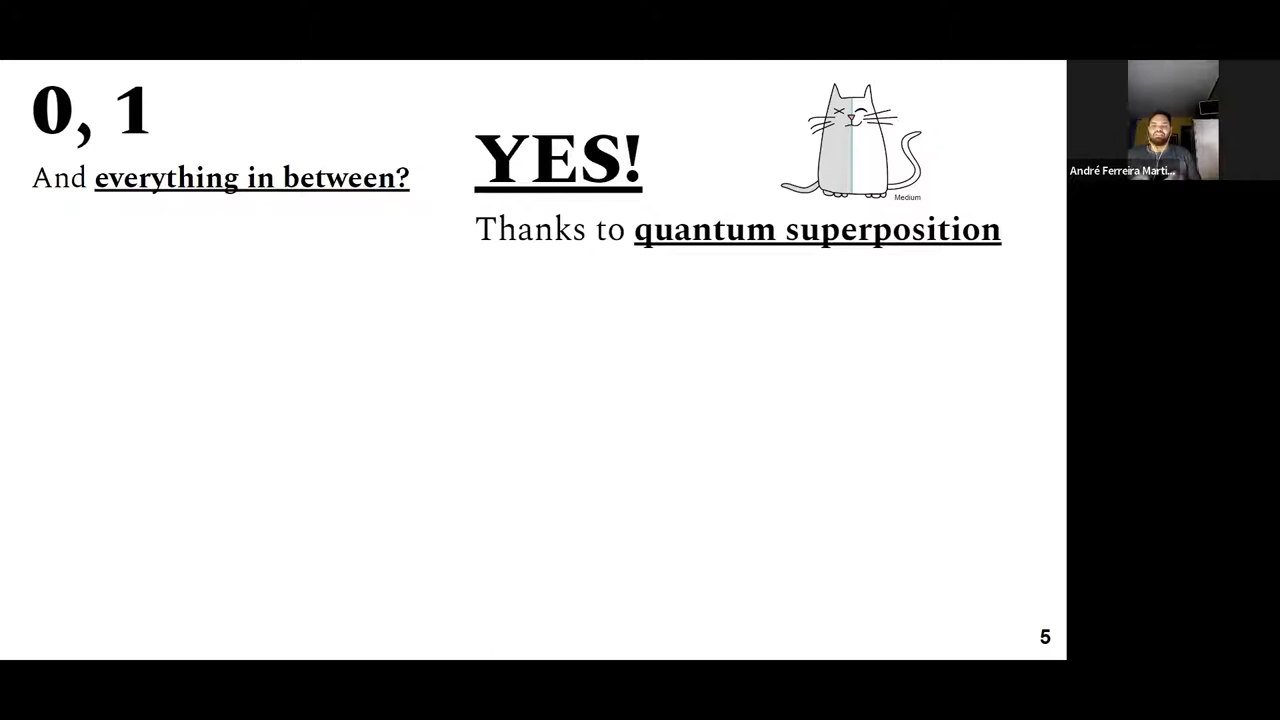 0, 1
And everything in between?
YES!
Thanks to quantum superposition
Medium
André Ferreira Marti...
5